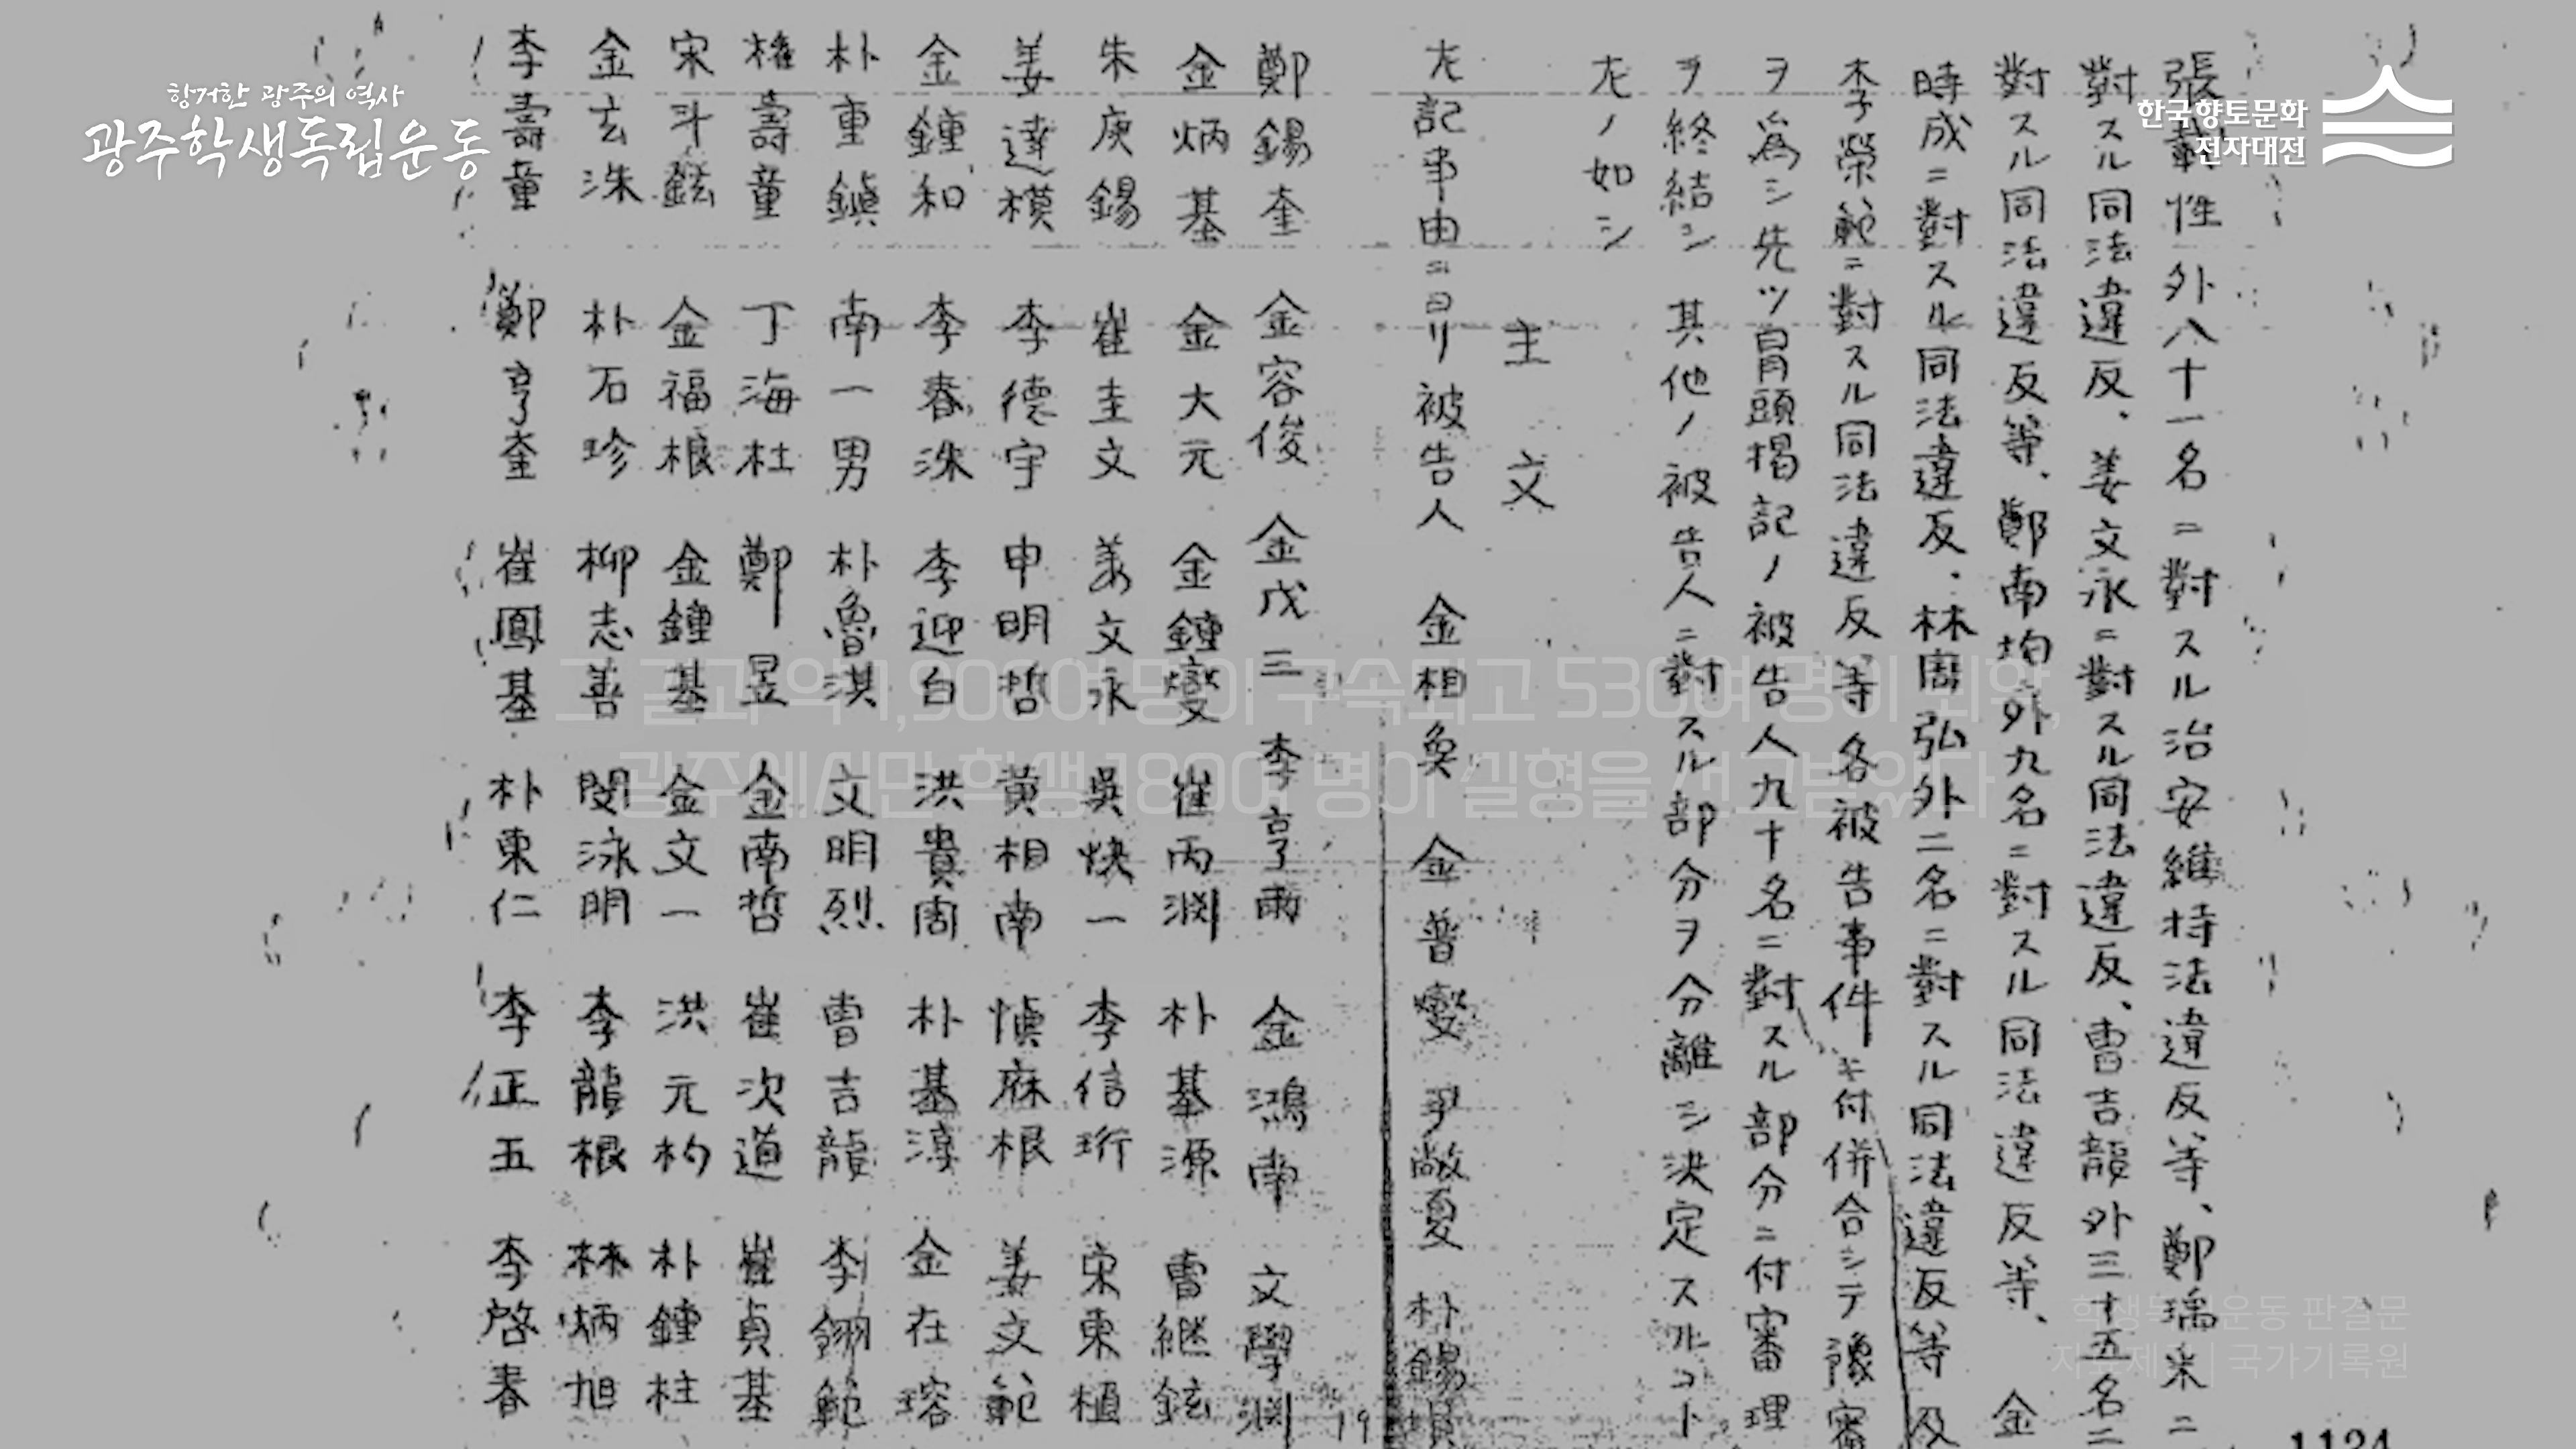 항거한 광주의 역사
광주학생독립운동
한국향토문화
전자대전
張載性外八十一名ニ對スル治安維持法違反等、鄭瑞采ニ
對スル同法違反、姜文永ニ對スル同法違反、曺吉龍外三十五名ニ
對スル同法違反等、鄭南均外九名ニ對スル同法違反等、金
時成ニ對スル同法違反、林周弘外二名ニ對スル同法違反等及
李榮範ニ對スル同法違反等各被告事件ニ付併合シテ豫審
ヲ為シ先ツ冒頭揭記ノ被告人九十名ニ對スル部分ニ付審理
ヲ終結シ其他ノ被告人ニ對スル部分ヲ分離シ決定スルコト
左ノ如シ
主文
左記事由ニヨリ被告人 金相奐 金普燮 尹敞夏 朴錫
鄭錫奎 金容俊 金戊三 李亨雨 金鴻南 文學淵
金炳基 金大元 金鍾燮 崔丙淵 朴基源 曺継鉉
朱庚錫 崔圭文 姜文永 吳快一 李信珩 宋東植
姜達模 李德宇 申明哲 黄相南 愼麻根 姜文範
金鍾和 李春洙 李迎白 洪貴周 朴基淳 金在瑢
朴重鎭 南一男 朴魯淇 文明烈 曺吉龍 李翎範
權壽童 丁海杜 鄭昱 金南哲 崔次道 崔貞基
宋斗鉉 金福根 金鍾基 金文一 洪元杓 朴鍾柱
金玄洙 朴石珍 柳志善 閔泳明 李龍根 林炳旭
李壽童 鄭亨奎 崔鳳基 朴東仁 李正五 李啓春
그 결과 약 1,900여 명이 구속되고 530여 명이 퇴학,
광주에서만 학생 180여 명이 실형을 선고받았다
학생독립운동 판결문
자료제공 | 국가기록원
19
1124